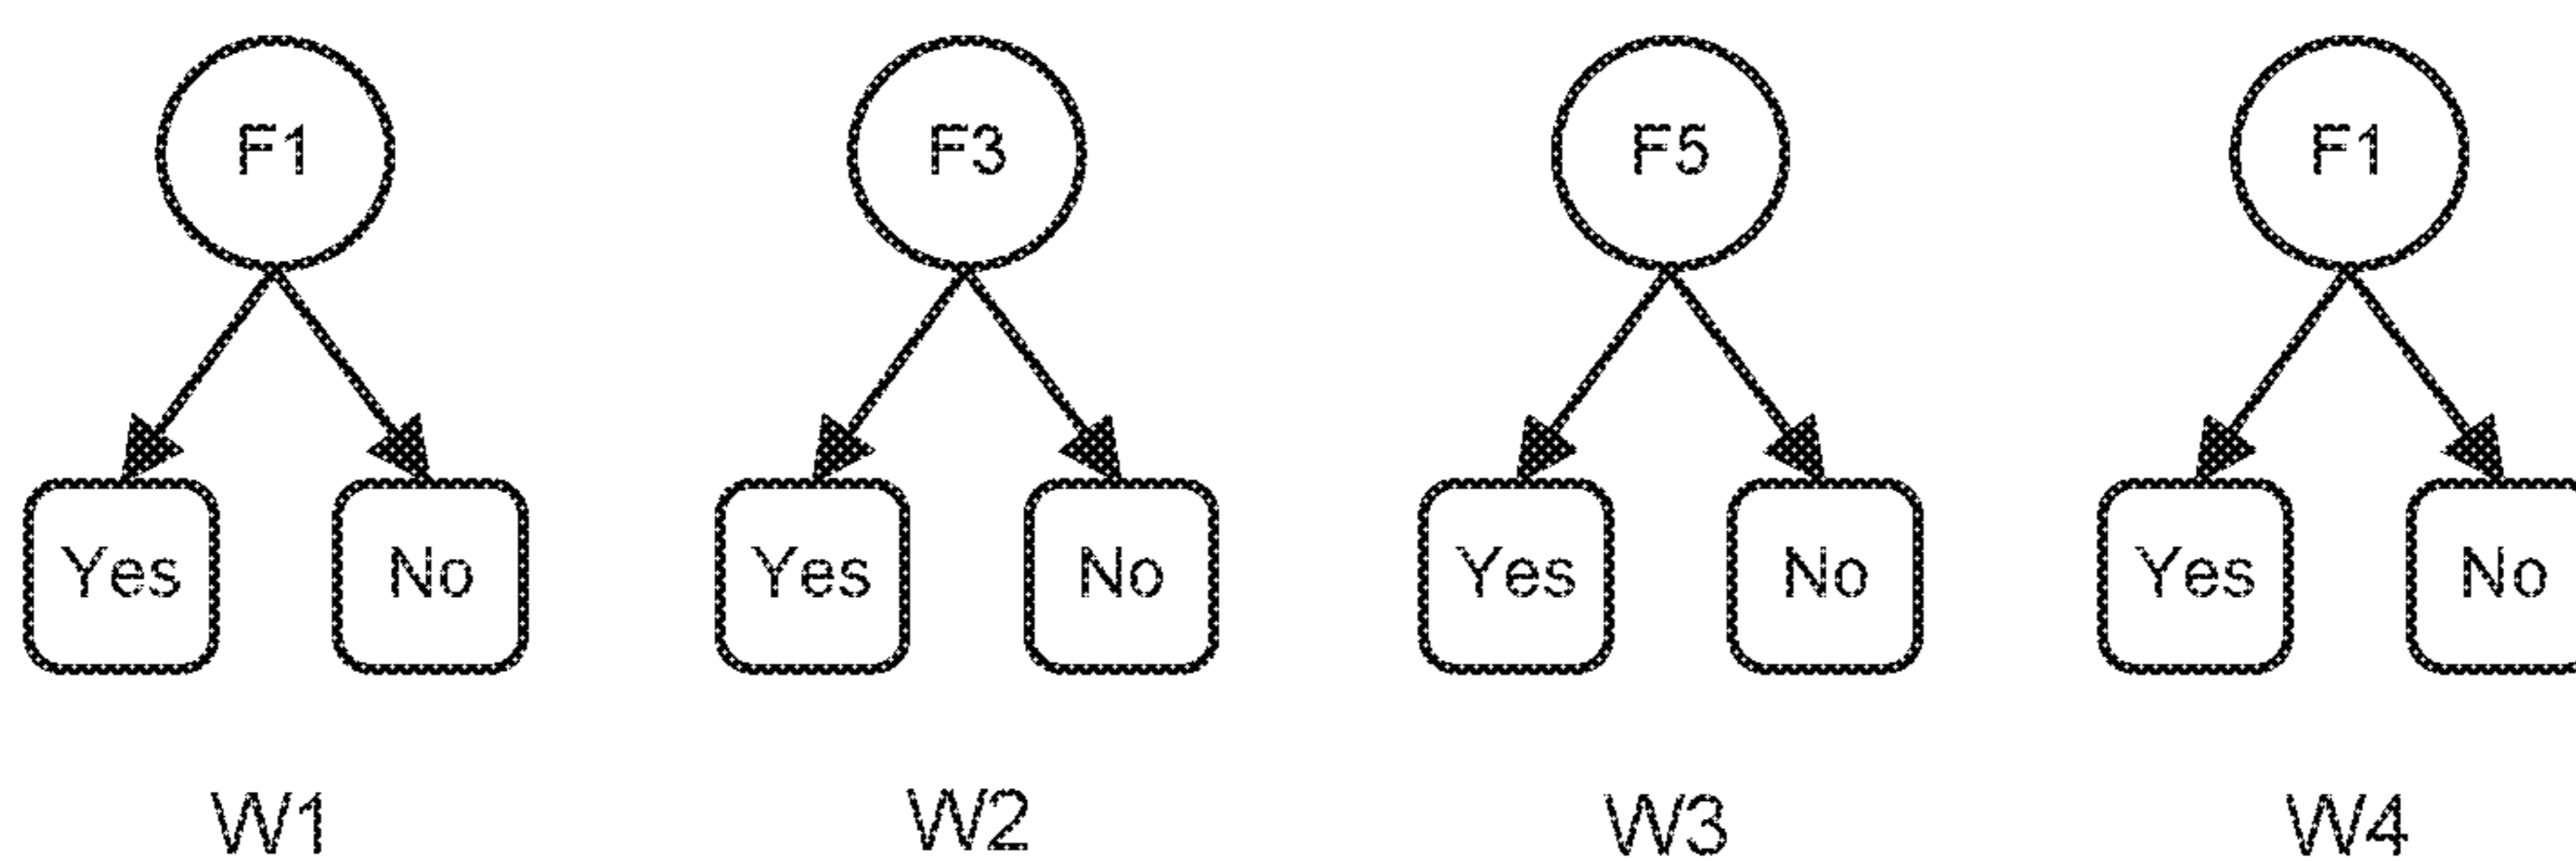 F1 F3 F5 F1
Yes No Yes No Yes No Yes No
W1 W2 W3 W4